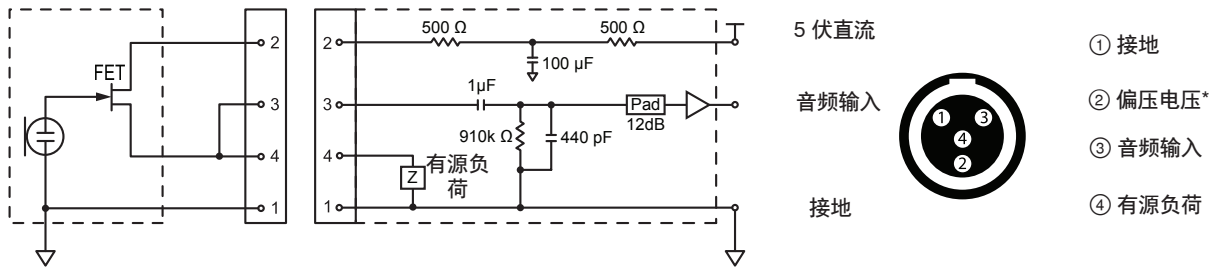 FET
2
3
4
1
2
3
4
1
500 Ω
500 Ω
100 µF
1µF
910k Ω
440 pF
Pad
12dB
Z
有源负
荷
5 伏直流
音频输入
接地
1
3
4
2
① 接地
② 偏压电压*
③ 音频输入
④ 有源负荷